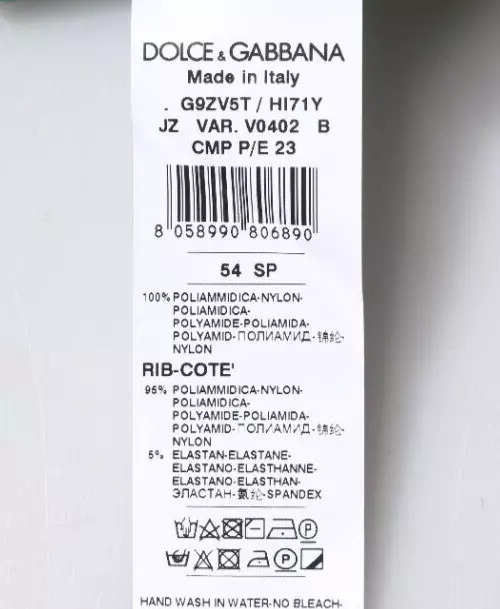 DOLCE & GABBANA
Made in Italy
. G9ZV5T / HI71Y
JZ VAR. V0402 B
CMP P/E 23
8 058990 806890
54 SP
100% POLIAMMIDICA-NYLON-
POLIAMIDICA-
POLYAMIDE-POLIAMIDA-
POLYAMID-ПОЛИАМИД-锦纶-
NYLON
RIB-COTE'
95% POLIAMMIDICA-NYLON-
POLIAMIDICA-
POLYAMIDE-POLIAMIDA-
POLYAMID-ПОЛИАМИД-锦纶-
NYLON
5% ELASTAN-ELASTANE-
ELASTANO-ELASTHANNE-
ELASTANO-ELASTHAN-
ЭЛАСТАН-氨纶-SPANDEX
P
P
HAND WASH IN WATER-NO BLEACH-